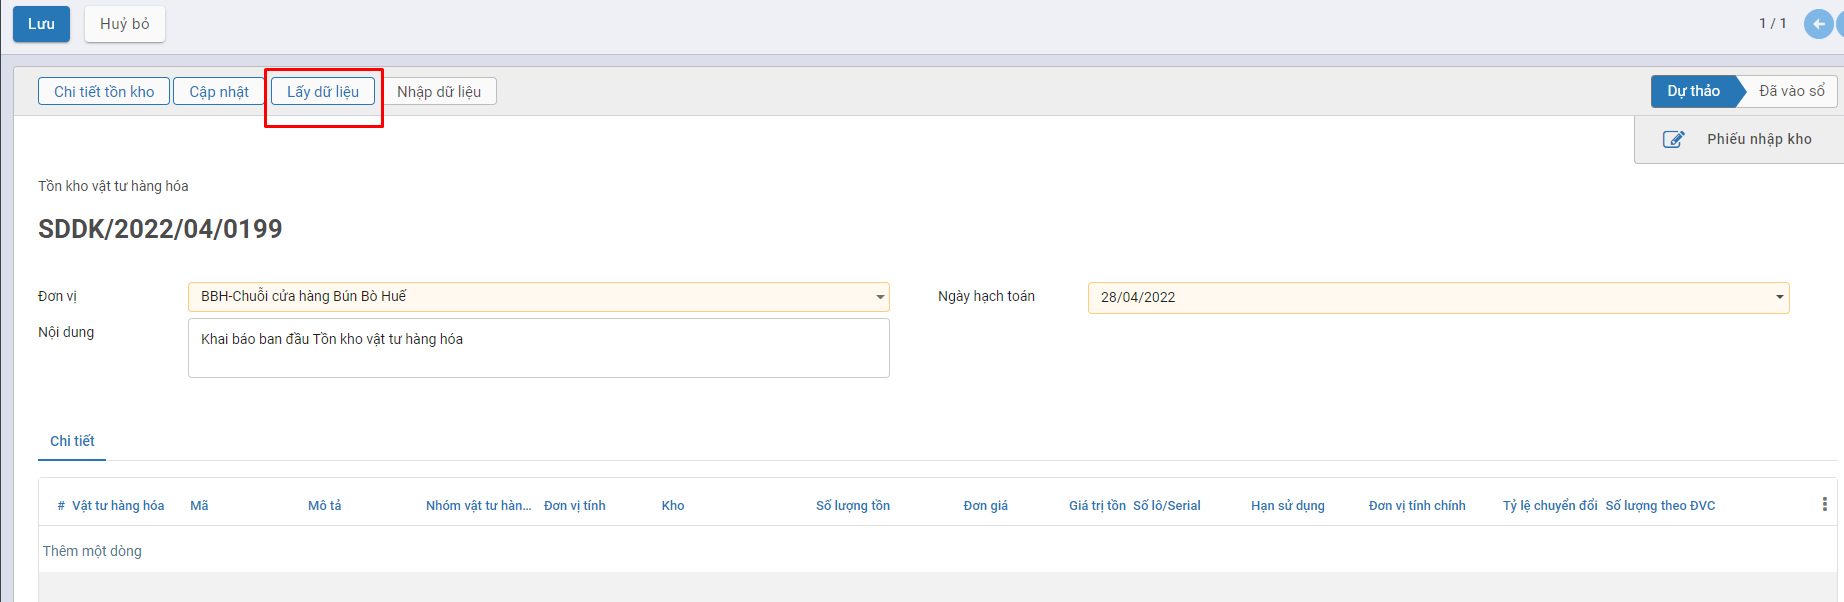 Lưu Huỷ bỏ 1 / 1
Chi tiết tồn kho Cập nhật Lấy dữ liệu Nhập dữ liệu Dự thảo Đã vào sổ
Phiếu nhập kho
Tồn kho vật tư hàng hóa
SDDK/2022/04/0199
Đơn vị BBH-Chuỗi cửa hàng Bún Bò Huế Ngày hạch toán 28/04/2022
Nội dung Khai báo ban đầu Tồn kho vật tư hàng hóa
Chi tiết
# Vật tư hàng hóa Mã Mô tả Nhóm vật tư hàn... Đơn vị tính Kho Số lượng tồn Đơn giá Giá trị tồn Số lô/Serial Hạn sử dụng Đơn vị tính chính Tỷ lệ chuyển đổi Số lượng theo ĐVC
Thêm một dòng